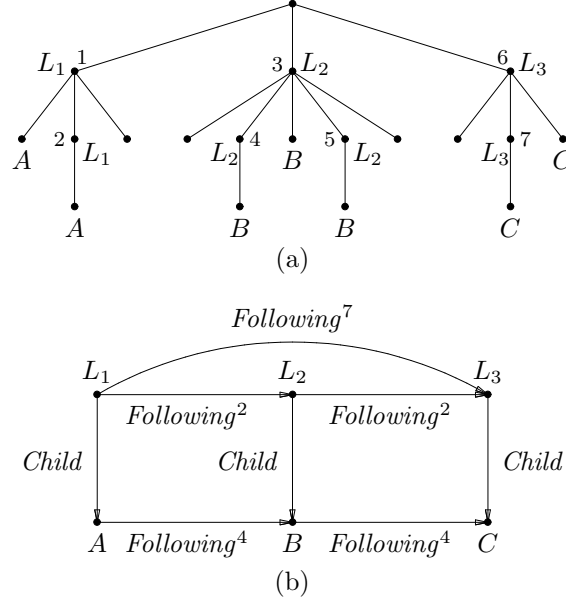 L₁ 1 3 L₂ 6 L₃
A 2 L₁ L₂ 4 B 5 L₂ L₃ 7 C
A B B C
(a)
Following⁷
L₁ L₂ L₃
Following² Following²
Child Child Child
A Following⁴ B Following⁴ C
(b)